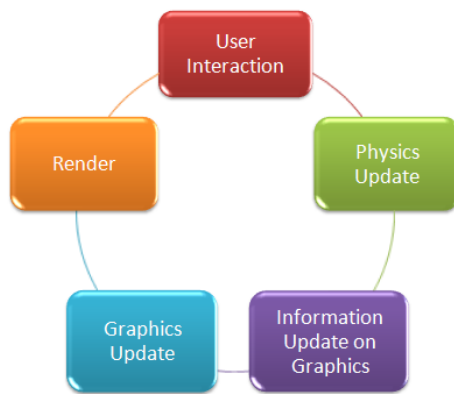 User
Interaction
Physics
Update
Information
Update on
Graphics
Graphics
Update
Render